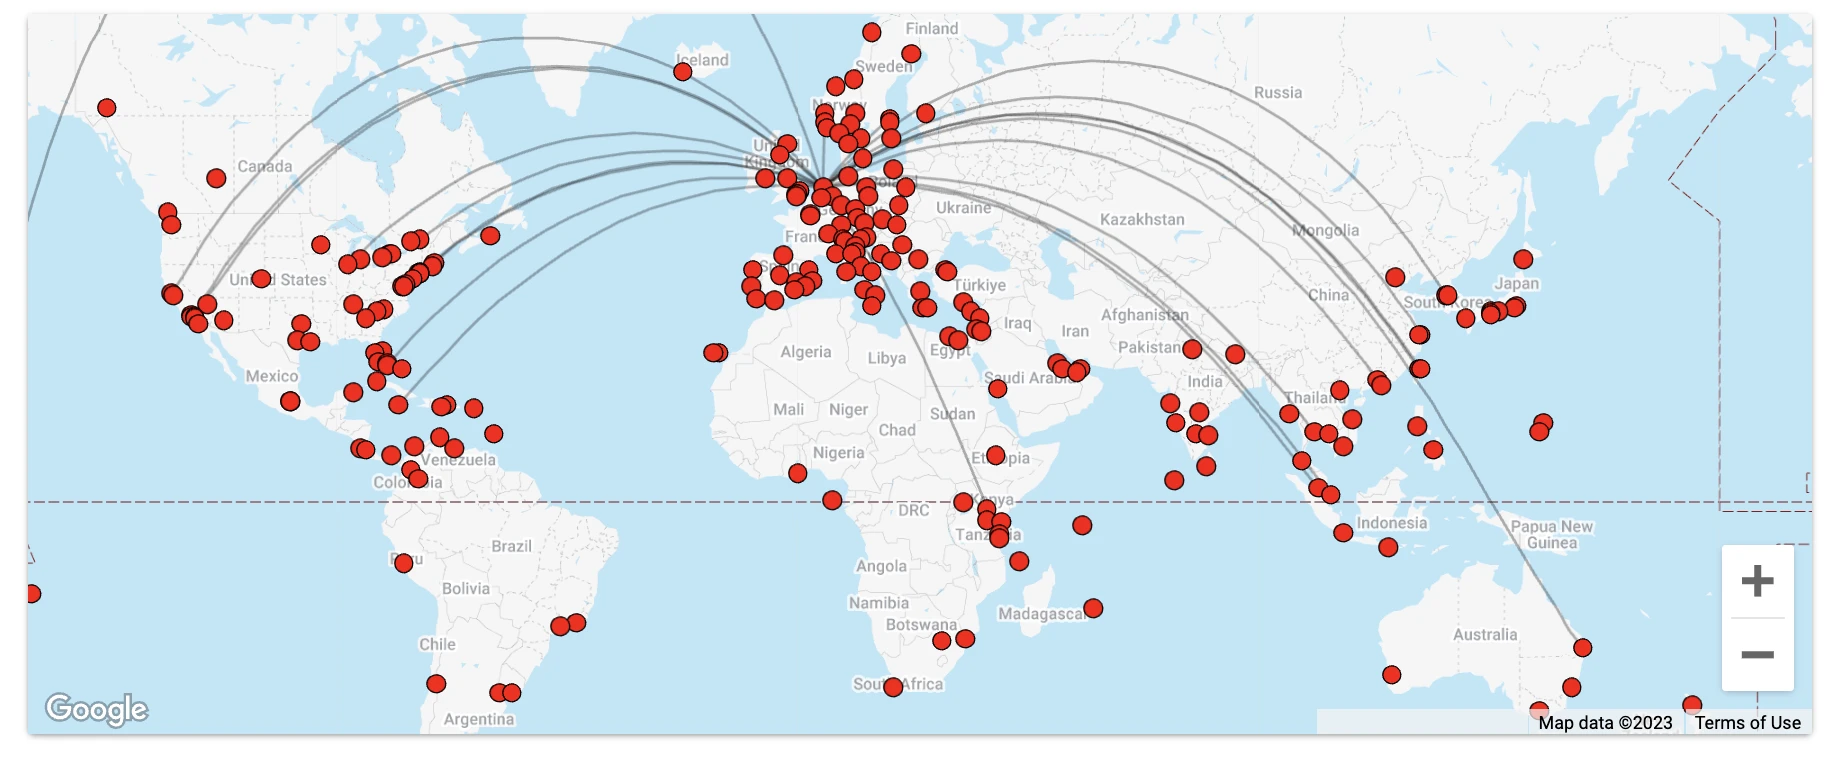 Finland
Iceland
Sweden
Russia
Norway
Canada
United
Kingdom
Poland
Ukraine
Kazakhstan
Mongolia
Germany
France
United States
Spain
Türkiye
China
South Korea
Japan
Afghanistan
Iraq
Iran
Algeria
Libya
Egypt
Pakistan
Mexico
Saudi Arabia
India
Thailand
Mali
Niger
Sudan
Chad
Nigeria
Ethiopia
Venezuela
Colombia
Kenya
DRC
Indonesia
Papua New
Guinea
Tanzania
Brazil
Peru
Angola
Bolivia
Namibia
Madagascar
Botswana
Australia
Chile
South Africa
Argentina
+
−
Google
Map data ©2023
Terms of Use